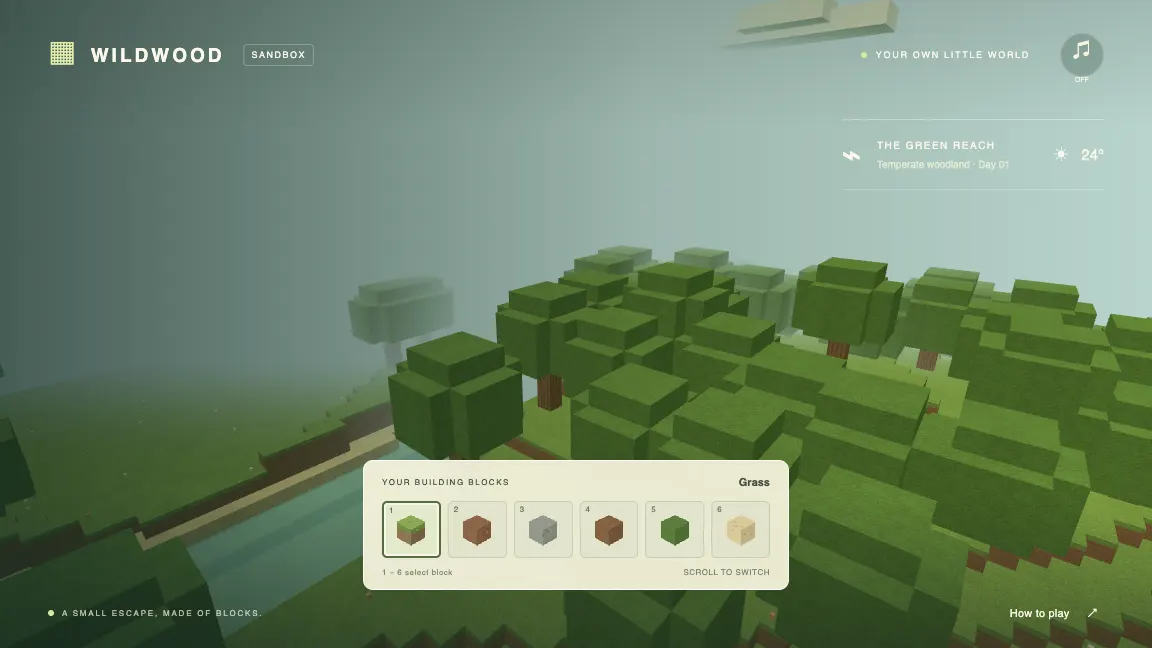 WILDWOOD
SANDBOX
YOUR OWN LITTLE WORLD
OFF
THE GREEN REACH
Temperate woodland · Day 01
24°
YOUR BUILDING BLOCKS
Grass
1
2
3
4
5
6
1 – 6 select block
SCROLL TO SWITCH
A SMALL ESCAPE, MADE OF BLOCKS.
How to play ↗